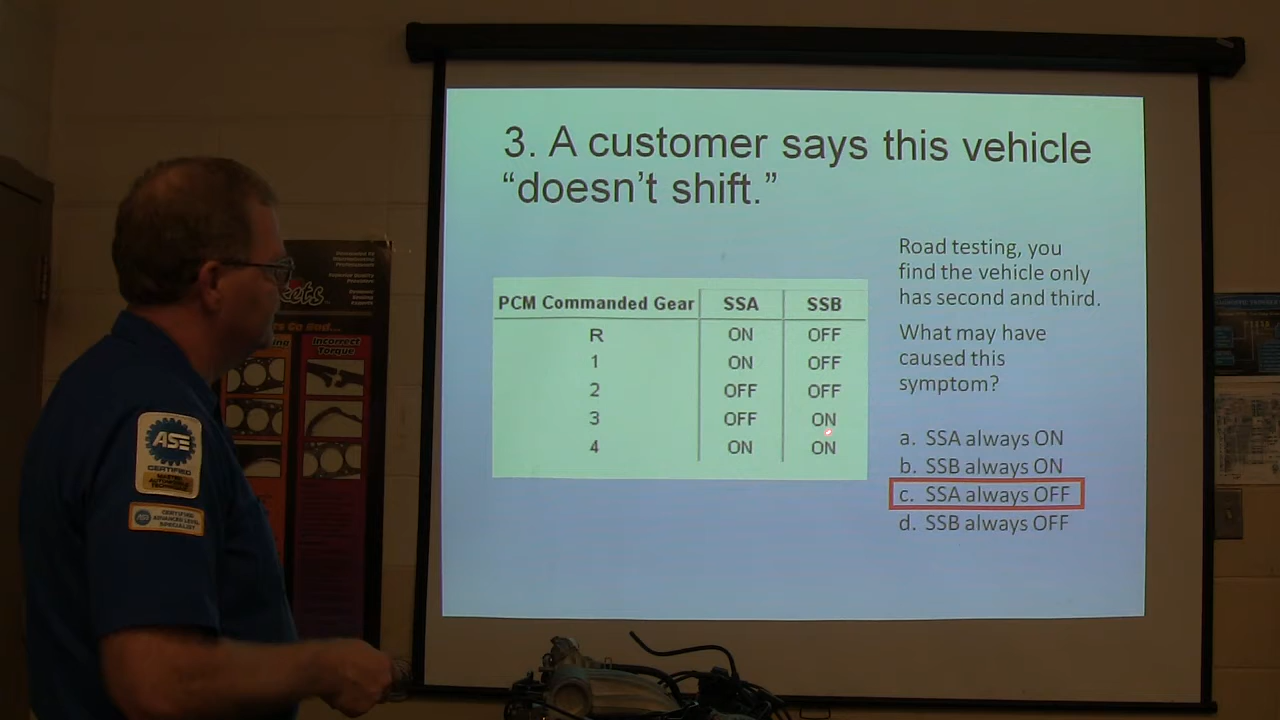 3. A customer says this vehicle
“doesn’t shift.”
Road testing, you
find the vehicle only
has second and third.
What may have
caused this
symptom?
PCM Commanded Gear SSA SSB
R ON OFF
1 ON OFF
2 OFF OFF
3 OFF ON
4 ON ON
a. SSA always ON
b. SSB always ON
c. SSA always OFF
d. SSB always OFF
Incorrect
Torque
ASE
CERTIFIED